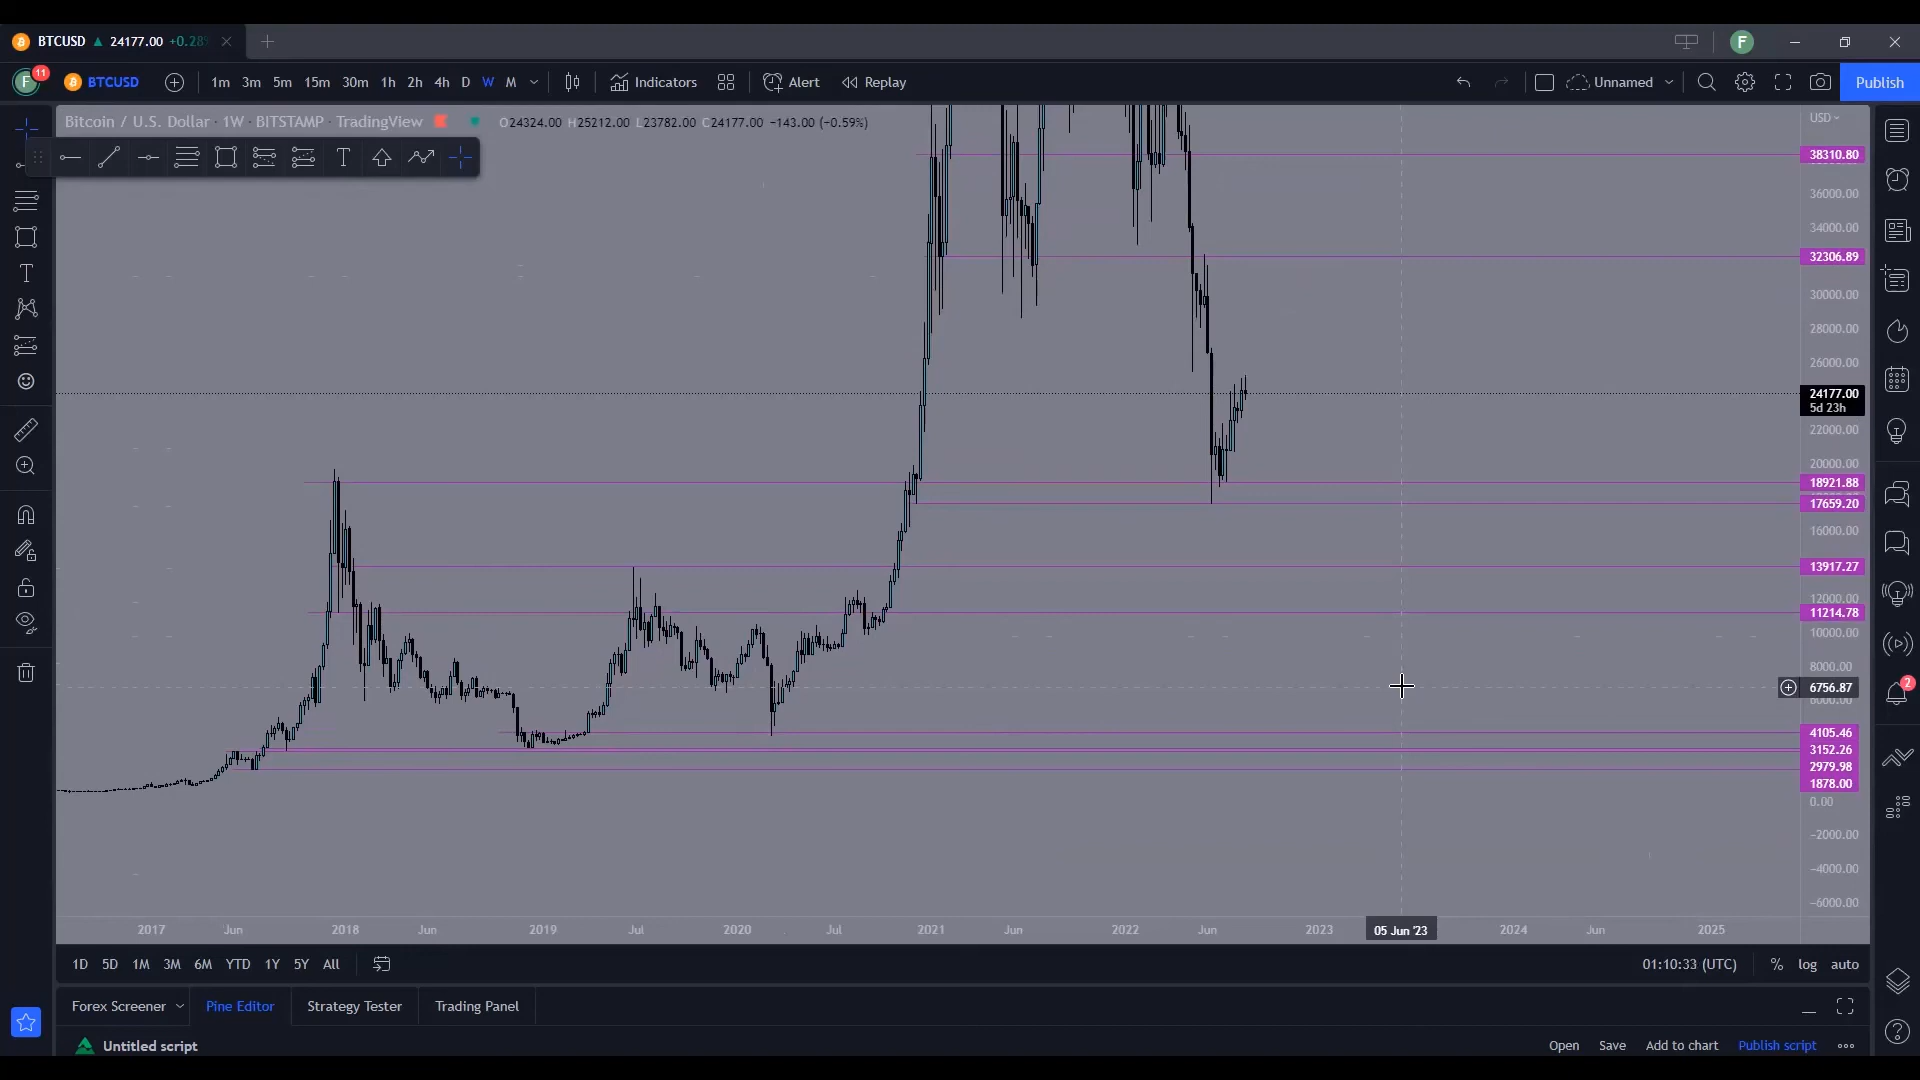 BTCUSD ▲ 24177.00 +0.28%
F
11 BTCUSD 1m 3m 5m 15m 30m 1h 2h 4h D W M Indicators Alert Replay Unnamed Publish
Bitcoin / U.S. Dollar · 1W · BITSTAMP · TradingView O24324.00 H25212.00 L23782.00 C24177.00 −143.00 (−0.59%)
USD
38310.80
36000.00
34000.00
32306.89
30000.00
28000.00
26000.00
24177.00
5d 23h
22000.00
20000.00
18921.88
17659.20
16000.00
13917.27
12000.00
11214.78
10000.00
8000.00
6756.87
6000.00
4105.46
3152.26
2979.98
1878.00
0.00
−2000.00
−4000.00
−6000.00
2
2017 Jun 2018 Jun 2019 Jul 2020 Jul 2021 Jun 2022 Jun 2023 05 Jun '23 2024 Jun 2025
1D 5D 1M 3M 6M YTD 1Y 5Y All 01:10:33 (UTC) % log auto
Forex Screener Pine Editor Strategy Tester Trading Panel
Untitled script Open Save Add to chart Publish script